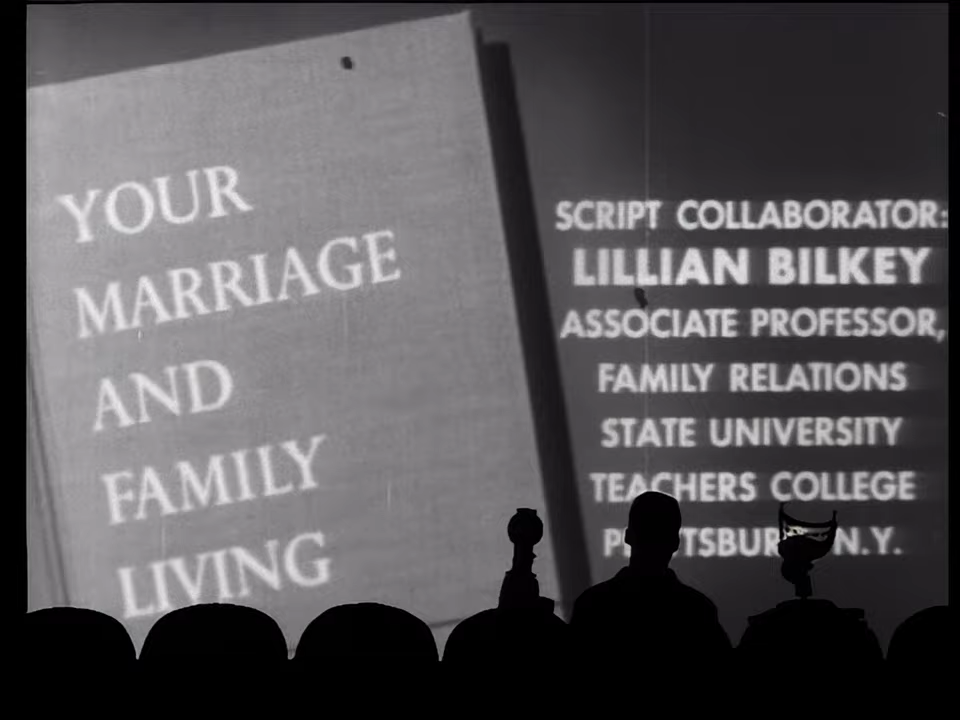 YOUR
MARRIAGE
AND
FAMILY
LIVING
SCRIPT COLLABORATOR:
LILLIAN BILKEY
ASSOCIATE PROFESSOR,
FAMILY RELATIONS
STATE UNIVERSITY
TEACHERS COLLEGE
N.Y.